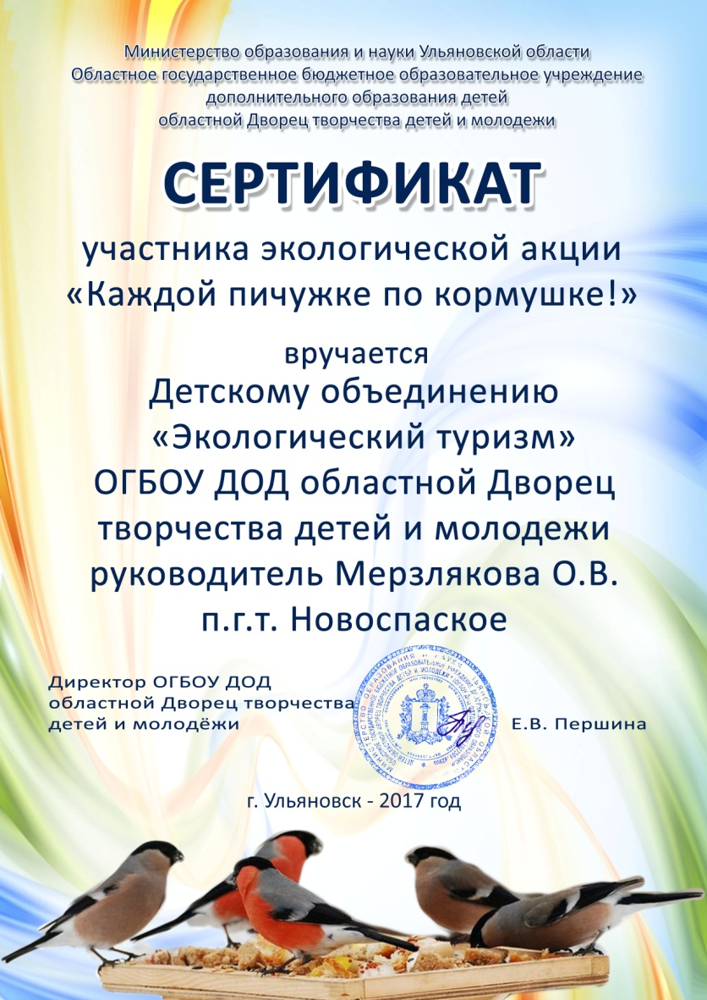 Министерство образования и науки Ульяновской области
Областное государственное бюджетное образовательное учреждение
дополнительного образования детей
областной Дворец творчества детей и молодежи
СЕРТИФИКАТ
участника экологической акции
«Каждой пичужке по кормушке!»
вручается
Детскому объединению
«Экологический туризм»
ОГБОУ ДОД областной Дворец
творчества детей и молодежи
руководитель Мерзлякова О.В.
п.г.т. Новоспаское
Директор ОГБОУ ДОД
областной Дворец творчества
детей и молодёжи
Е.В. Першина
г. Ульяновск - 2017 год